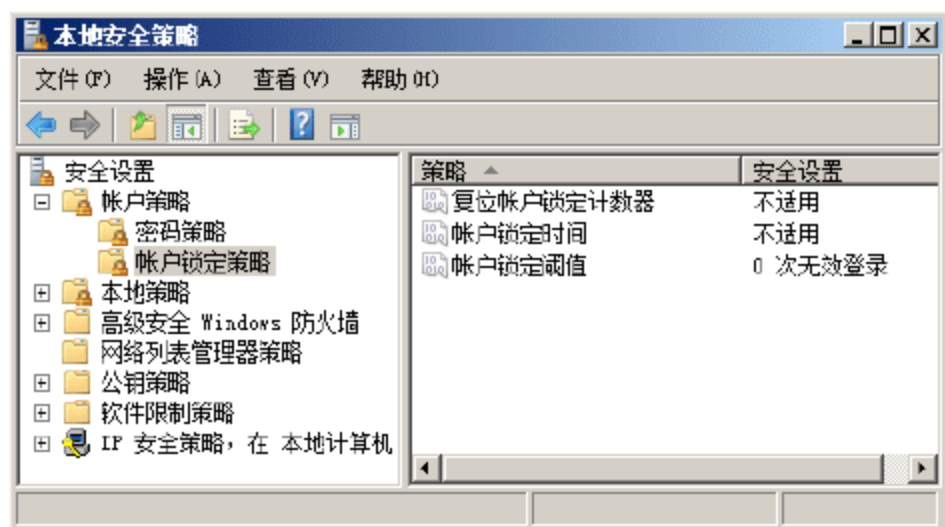 本地安全策略
文件(F) 操作(A) 查看(V) 帮助(H)
安全设置
帐户策略
密码策略
帐户锁定策略
本地策略
高级安全 Windows 防火墙
网络列表管理器策略
公钥策略
软件限制策略
IP 安全策略，在 本地计算机
策略 安全设置
复位帐户锁定计数器 不适用
帐户锁定时间 不适用
帐户锁定阈值 0 次无效登录